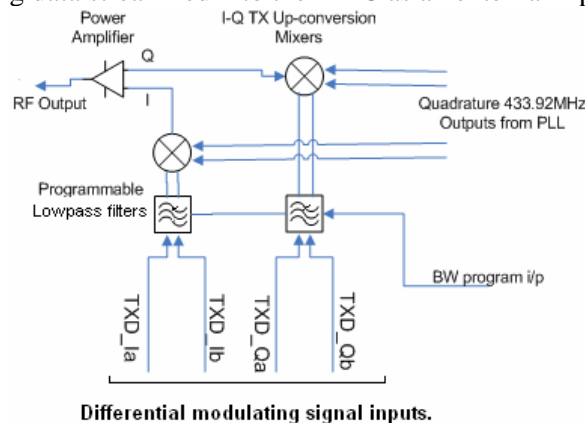 Power
Amplifier
I-Q TX Up-conversion
Mixers
Q
I
RF Output
Quadrature 433.92MHz
Outputs from PLL
Programmable
Lowpass filters
BW program i/p
TXD_Ia
TXD_Ib
TXD_Qa
TXD_Qb
Differential modulating signal inputs.